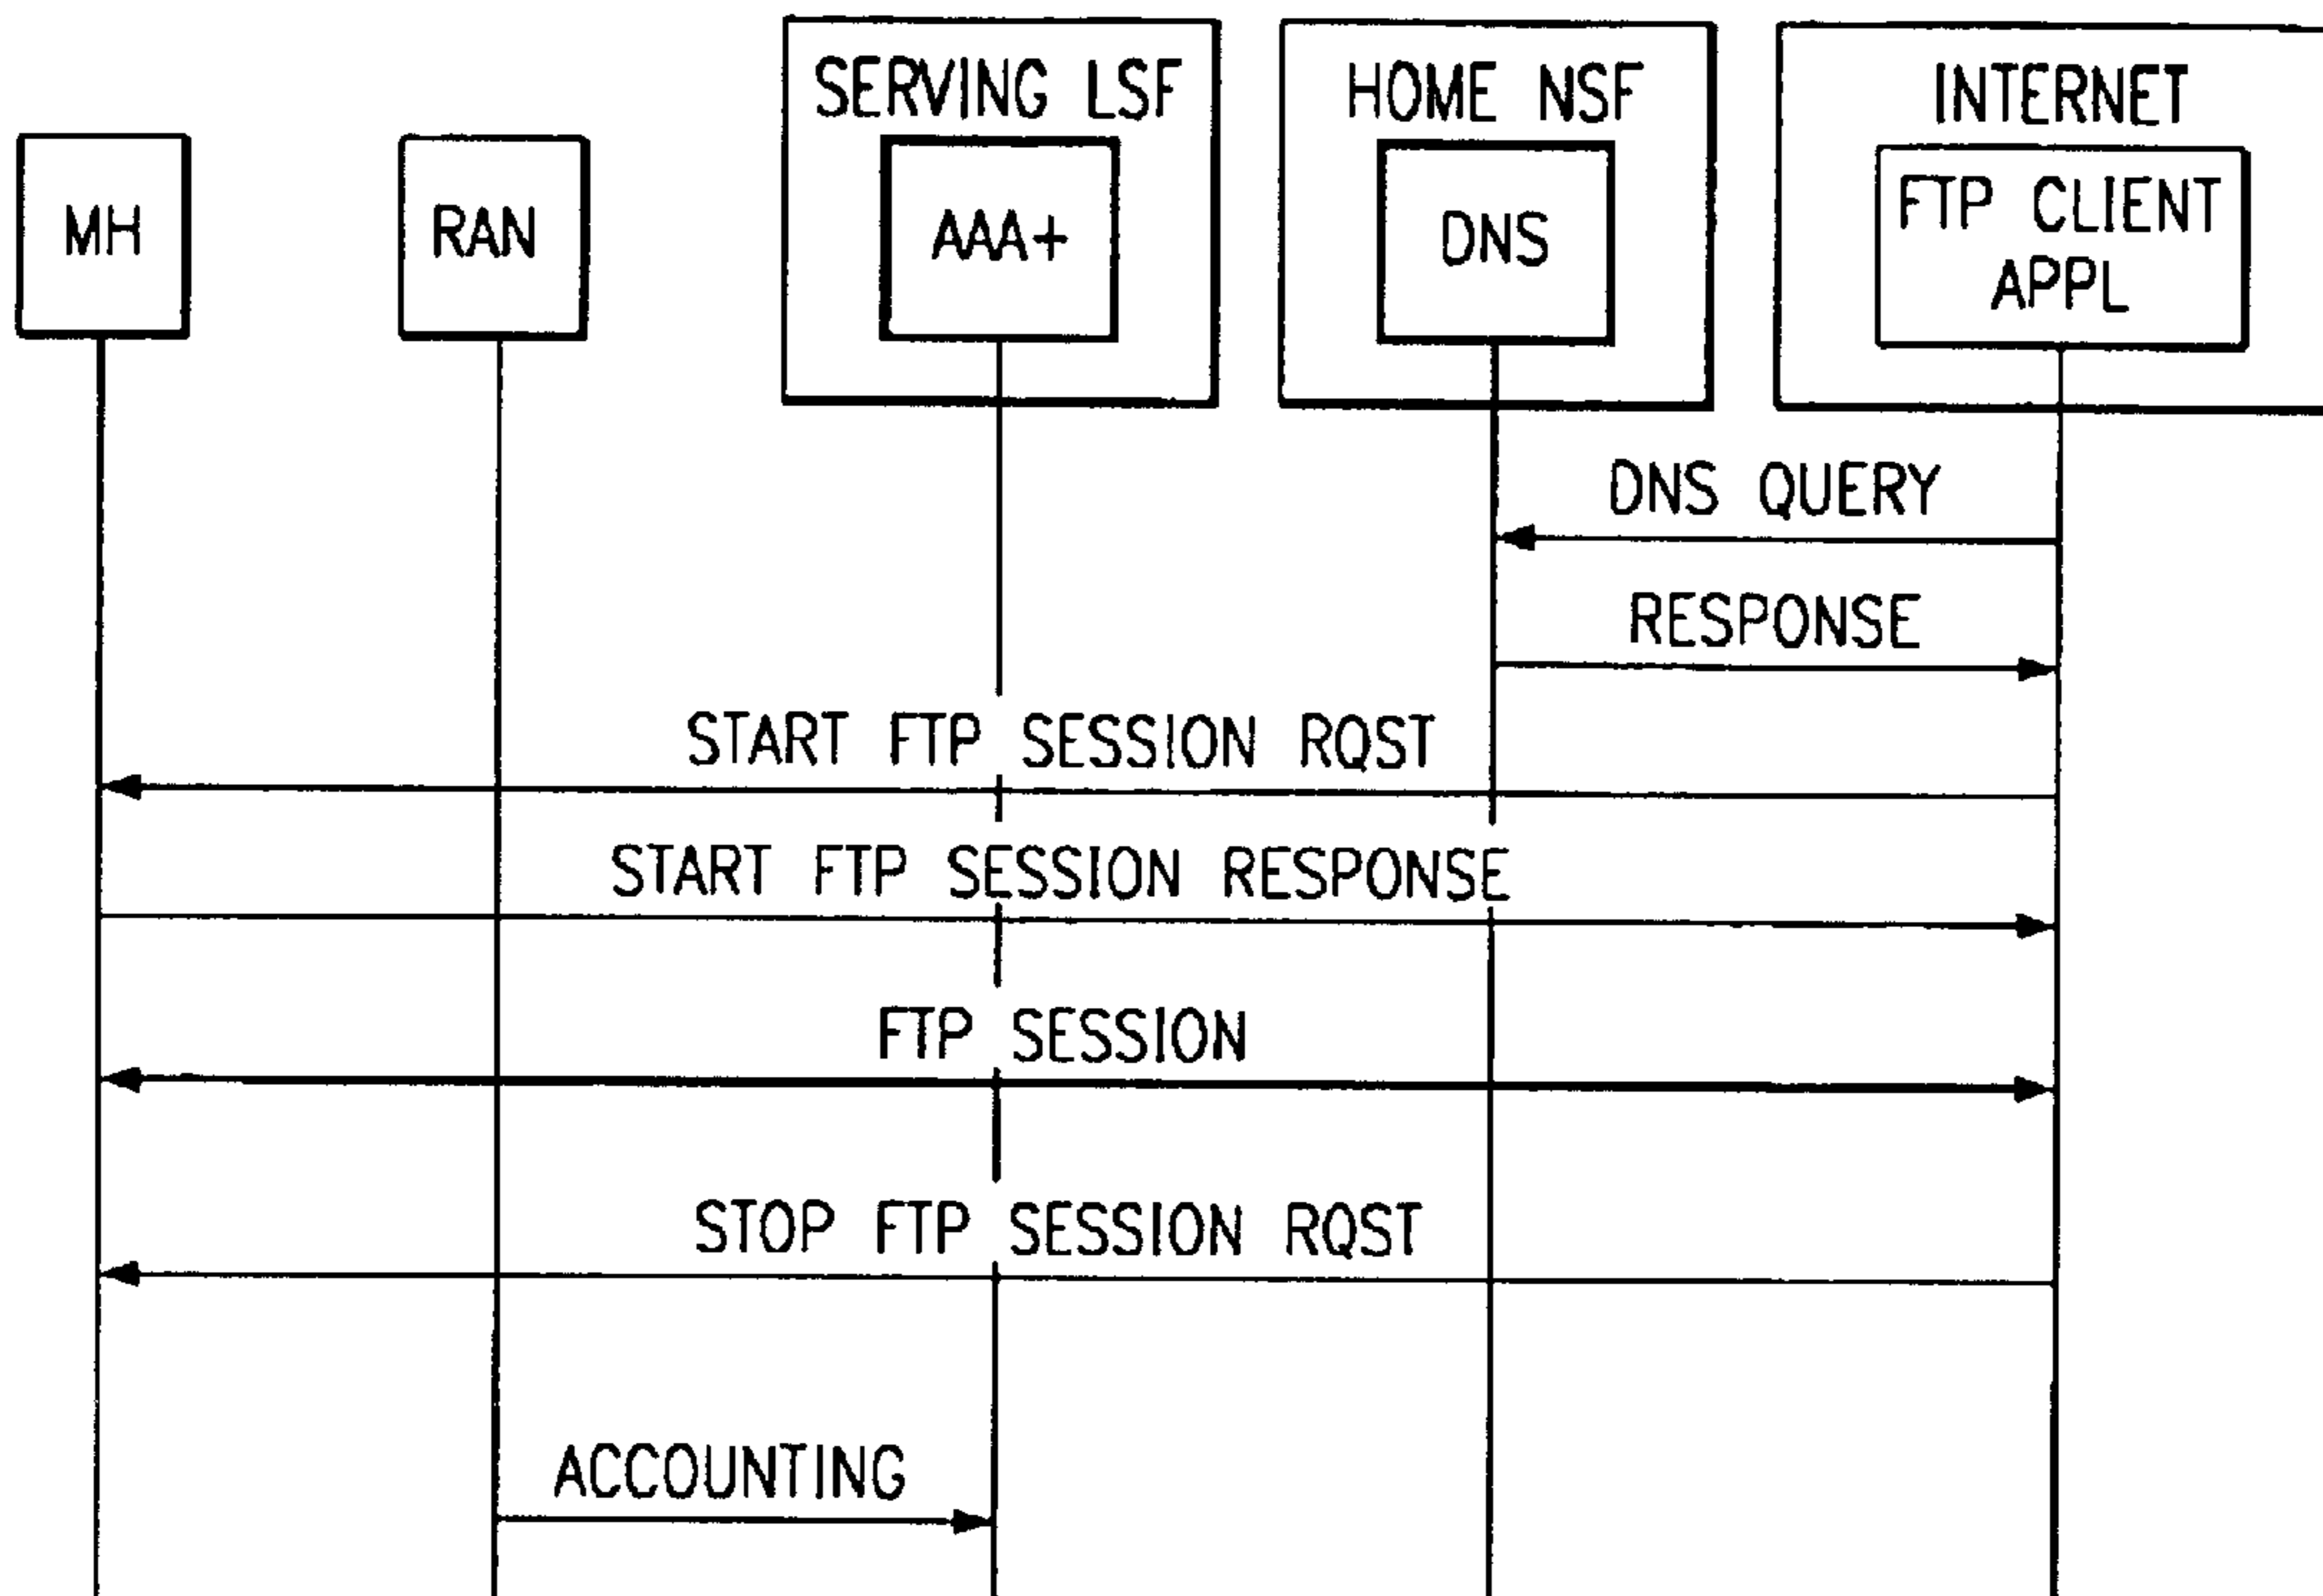 SERVING LSF
HOME NSF
INTERNET
MH
RAN
AAA+
DNS
FTP CLIENT
APPL
DNS QUERY
RESPONSE
START FTP SESSION RQST
START FTP SESSION RESPONSE
FTP SESSION
STOP FTP SESSION RQST
ACCOUNTING